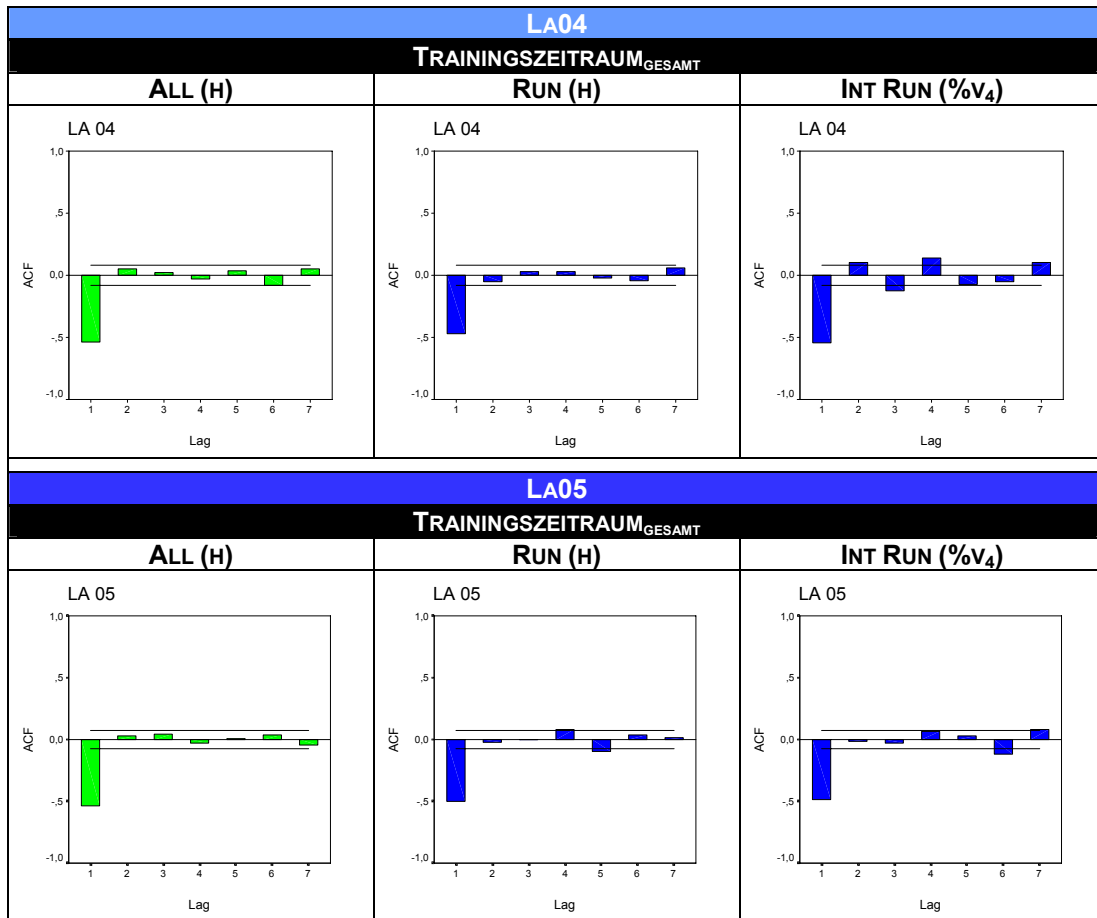 LA04
TRAININGSZEITRAUM GESAMT
ALL (H) RUN (H) INT RUN (%V4)
LA 04 LA 04 LA 04
1,0 1,0 1,0
,5 ,5 ,5
0,0 0,0 0,0
-,5 -,5 -,5
-1,0 -1,0 -1,0
ACF ACF ACF
1 2 3 4 5 6 7 1 2 3 4 5 6 7 1 2 3 4 5 6 7
Lag Lag Lag
LA05
TRAININGSZEITRAUM GESAMT
ALL (H) RUN (H) INT RUN (%V4)
LA 05 LA 05 LA 05
1,0 1,0 1,0
,5 ,5 ,5
0,0 0,0 0,0
-,5 -,5 -,5
-1,0 -1,0 -1,0
ACF ACF ACF
1 2 3 4 5 6 7 1 2 3 4 5 6 7 1 2 3 4 5 6 7
Lag Lag Lag